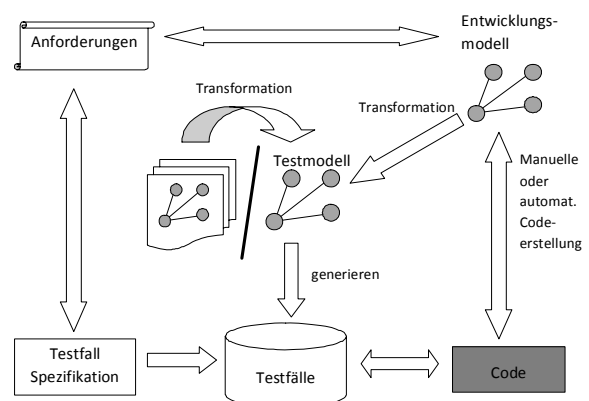 Anforderungen
Entwicklungs-
modell
Transformation
Transformation
Testmodell
Manuelle
oder
automat.
Code-
erstellung
generieren
Testfall
Spezifikation
Testfälle
Code